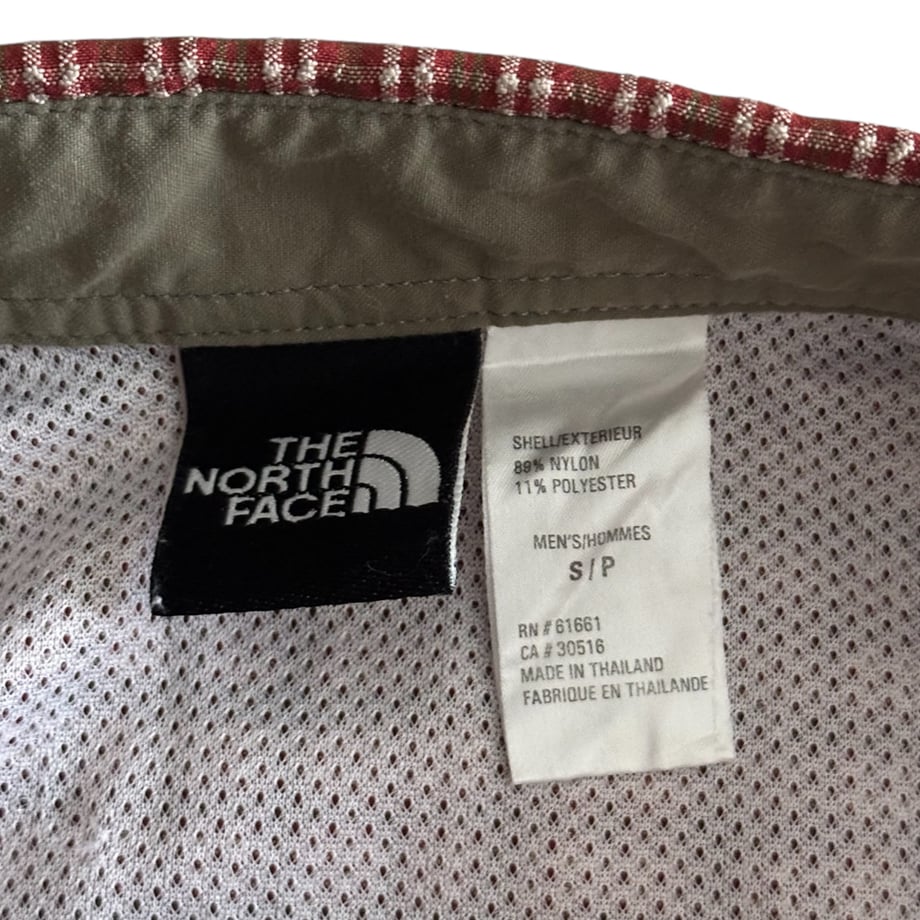 THE
NORTH
FACE
SHELL/EXTERIEUR
89% NYLON
11% POLYESTER
MEN'S/HOMMES
S/P
RN # 61661
CA # 30516
MADE IN THAILAND
FABRIQUE EN THAILANDE